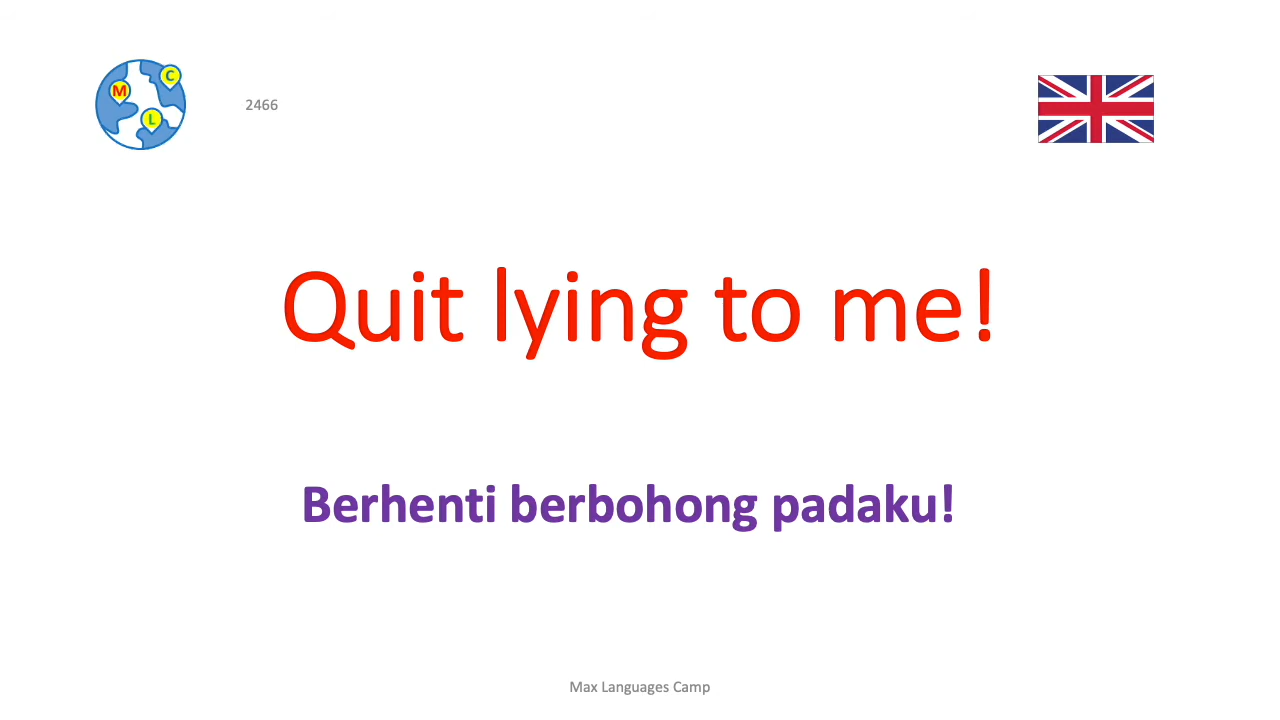 M
C
L
2466
Quit lying to me!
Berhenti berbohong padaku!
Max Languages Camp